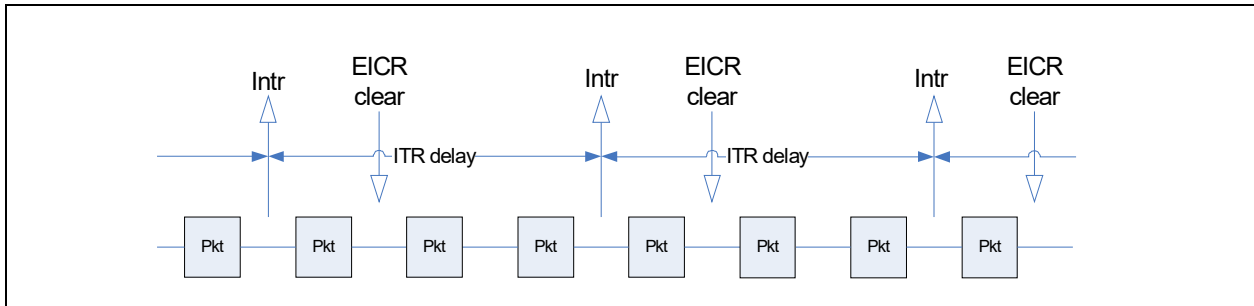 Intr
EICR
clear
Intr
EICR
clear
Intr
EICR
clear
ITR delay
ITR delay
Pkt
Pkt
Pkt
Pkt
Pkt
Pkt
Pkt
Pkt